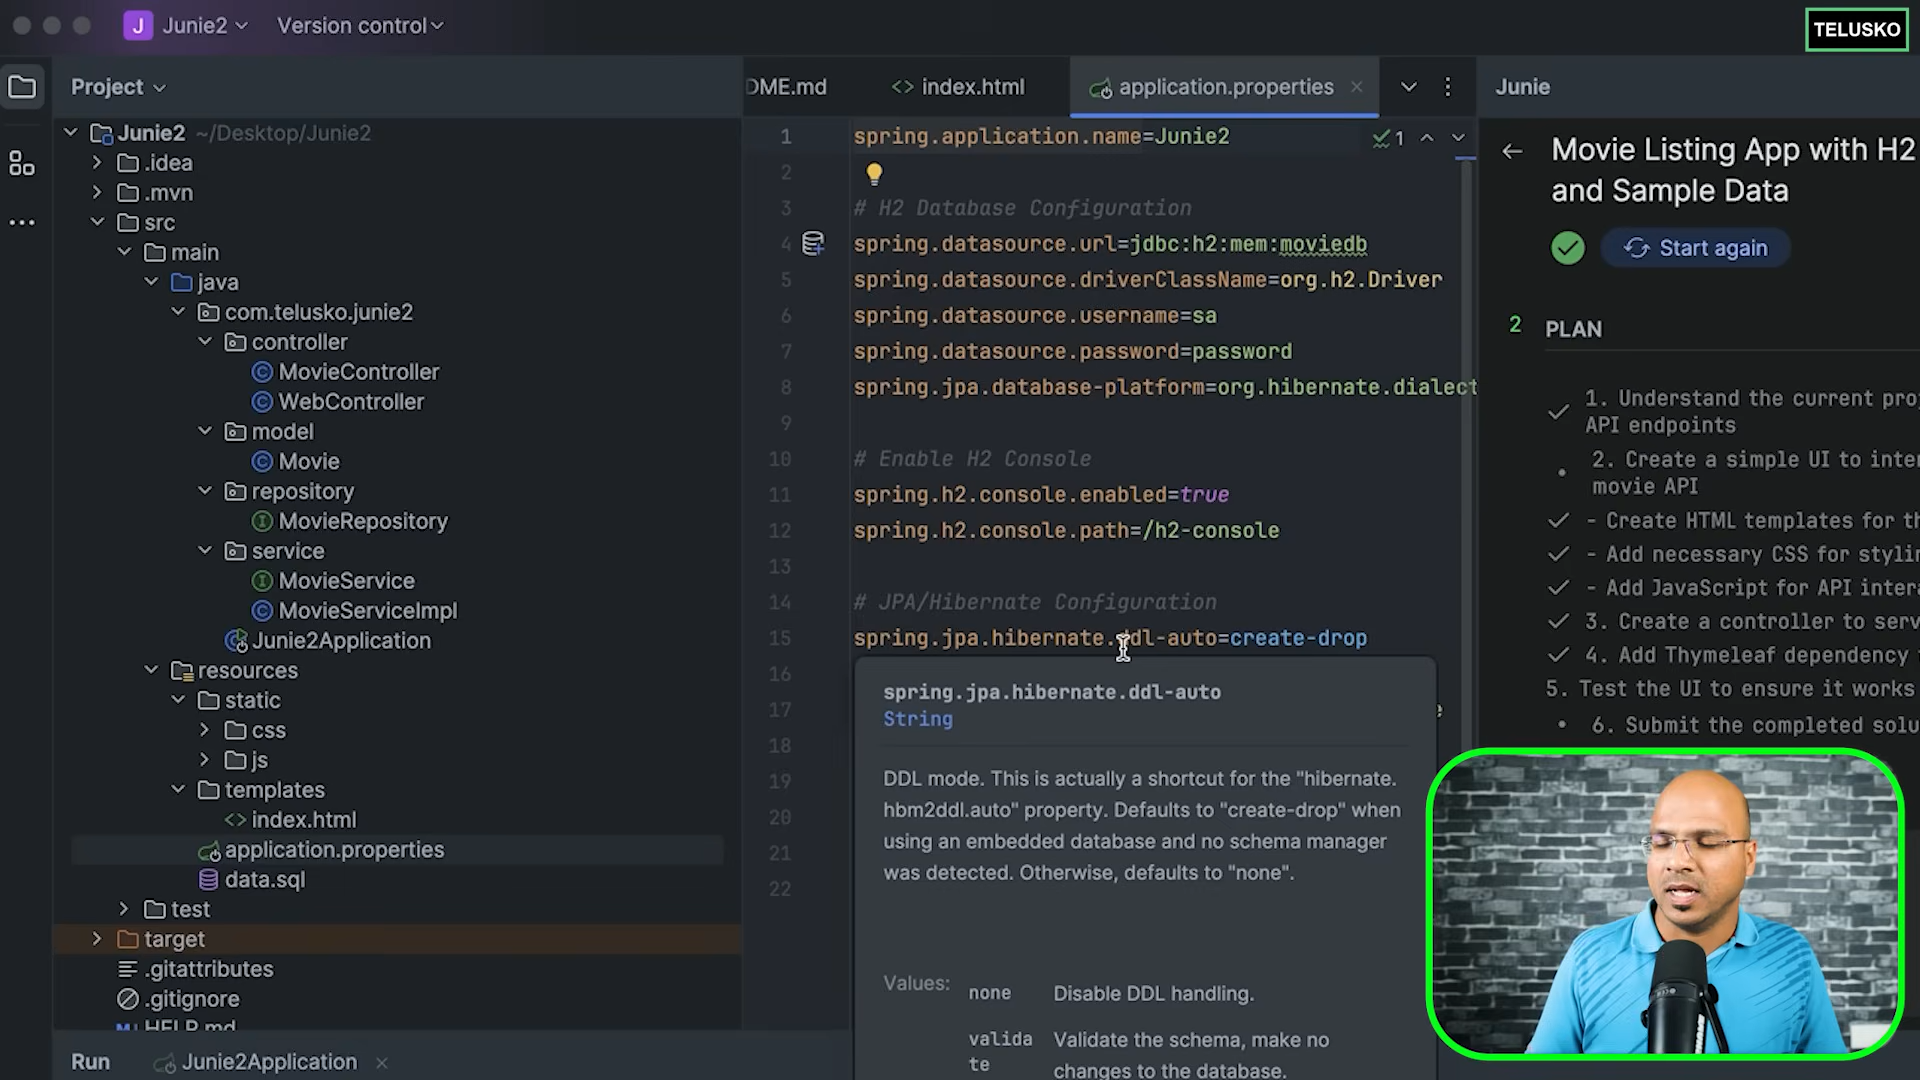 J Junie2 Version control
TELUSKO
Project
Junie2 ~/Desktop/Junie2
.idea
.mvn
src
main
java
com.telusko.junie2
controller
MovieController
WebController
model
Movie
repository
MovieRepository
service
MovieService
MovieServiceImpl
Junie2Application
resources
static
css
js
templates
index.html
application.properties
data.sql
test
target
.gitattributes
.gitignore
HELP.md
Run Junie2Application
DME.md index.html application.properties
1 spring.application.name=Junie2
1
2
3 # H2 Database Configuration
4 spring.datasource.url=jdbc:h2:mem:moviedb
5 spring.datasource.driverClassName=org.h2.Driver
6 spring.datasource.username=sa
7 spring.datasource.password=password
8 spring.jpa.database-platform=org.hibernate.dialect
9
10 # Enable H2 Console
11 spring.h2.console.enabled=true
12 spring.h2.console.path=/h2-console
13
14 # JPA/Hibernate Configuration
15 spring.jpa.hibernate.ddl-auto=create-drop
16
17
18
19
20
21
22
spring.jpa.hibernate.ddl-auto
String
DDL mode. This is actually a shortcut for the "hibernate.
hbm2ddl.auto" property. Defaults to "create-drop" when
using an embedded database and no schema manager
was detected. Otherwise, defaults to "none".
Values: none Disable DDL handling.
valida Validate the schema, make no
te changes to the database.
Junie
Movie Listing App with H2
and Sample Data
Start again
2 PLAN
1. Understand the current pro
API endpoints
2. Create a simple UI to inte
movie API
- Create HTML templates for th
- Add necessary CSS for stylin
- Add JavaScript for API intera
3. Create a controller to serv
4. Add Thymeleaf dependency
5. Test the UI to ensure it works
6. Submit the completed solu